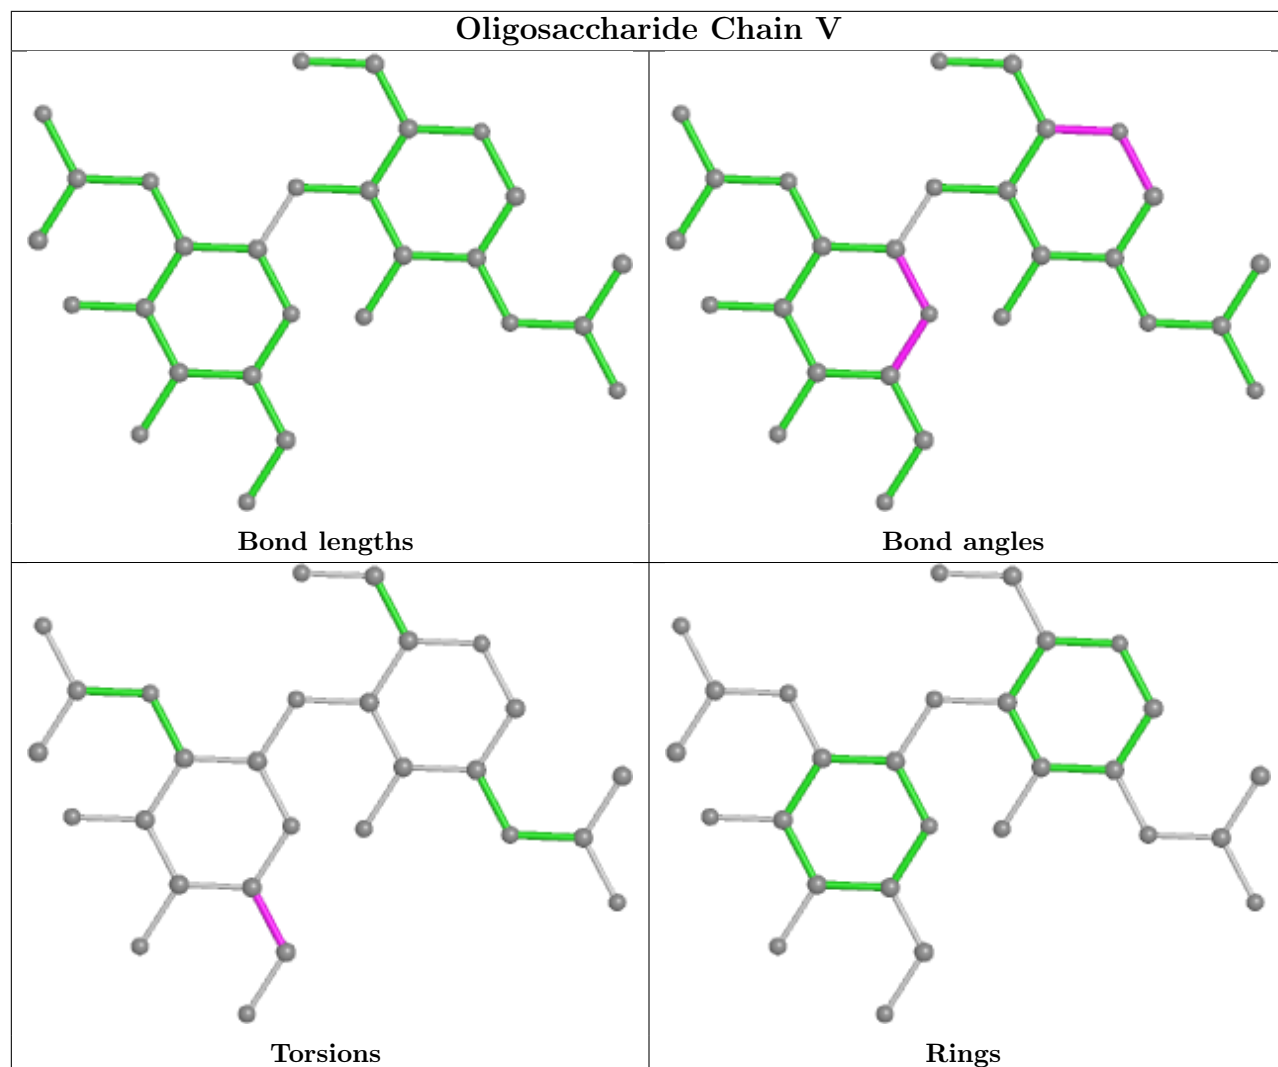 Oligosaccharide Chain V
Bond lengths
Bond angles
Torsions
Rings